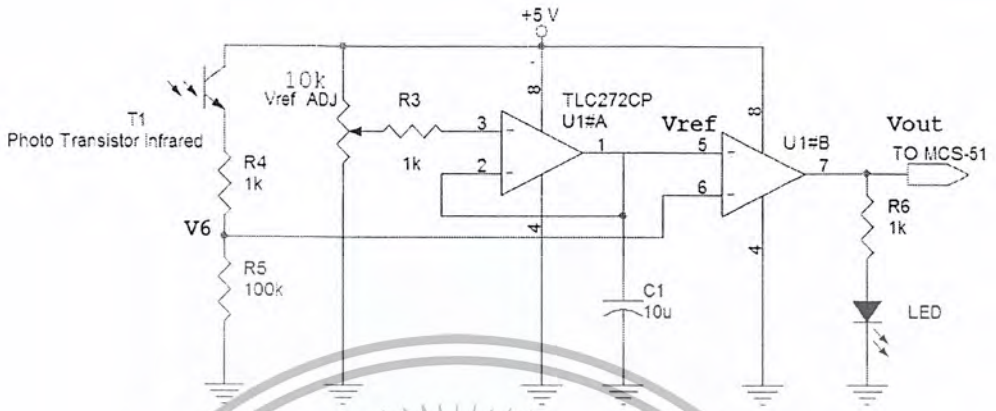 +5 V
10k
Vref ADJ
R3
1k
T1
Photo Transistor Infrared
R4
1k
V6
R5
100k
3
2
8
4
1
TLC272CP
U1#A
Vref
5
6
8
4
7
U1#B
Vout
TO MCS-51
R6
1k
LED
C1
10u